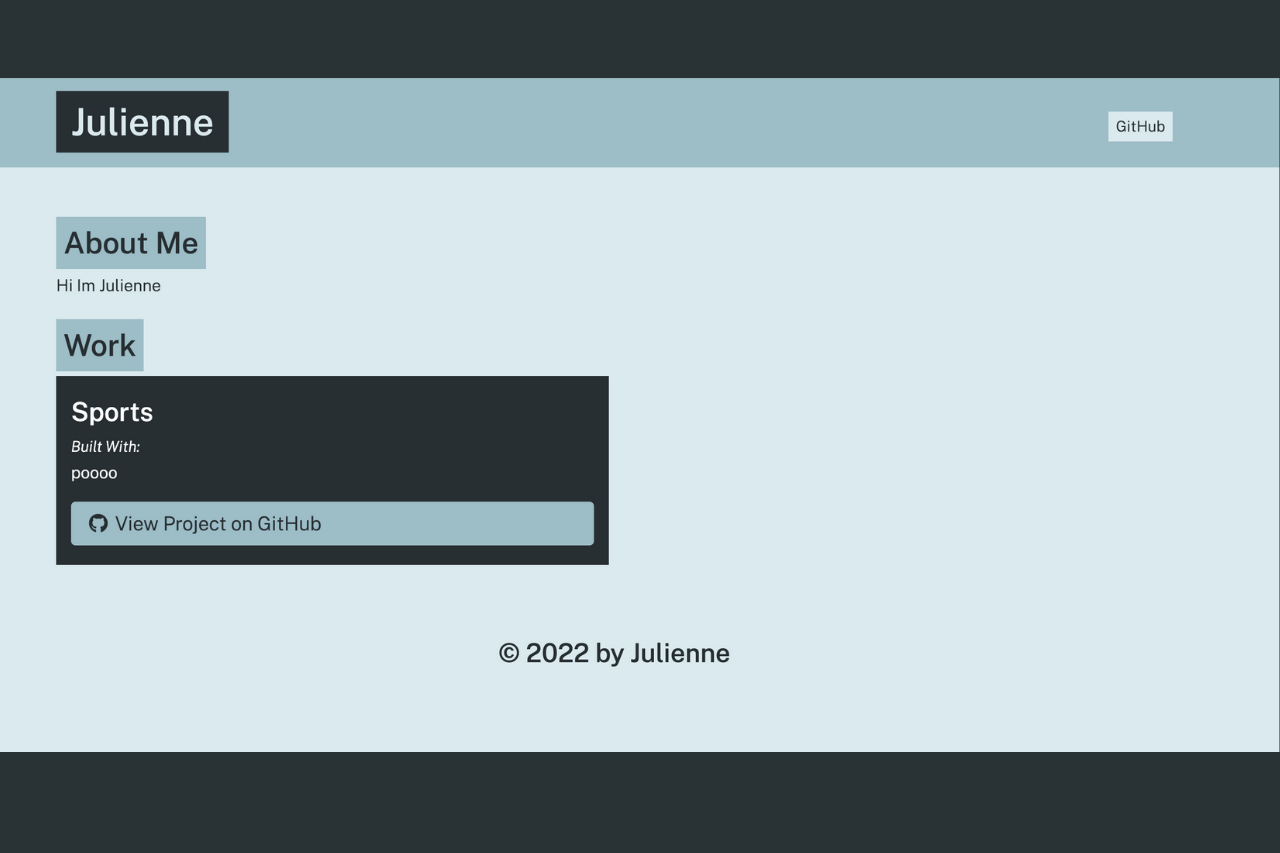 Julienne
GitHub
About Me
Hi Im Julienne
Work
Sports
Built With:
poooo
View Project on GitHub
© 2022 by Julienne